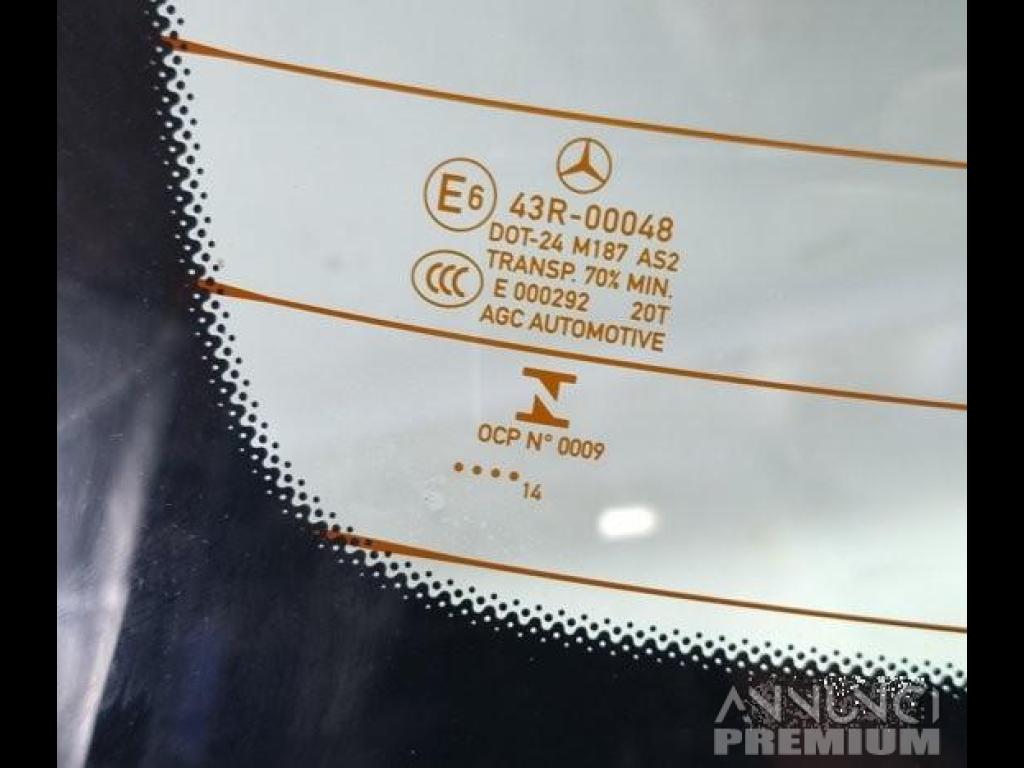 E6 43R-00048
DOT-24 M187 AS2
CCC TRANSP. 70% MIN.
E 000292 20T
AGC AUTOMOTIVE
OCP N° 0009
....14
ANNUNCI
PREMIUM